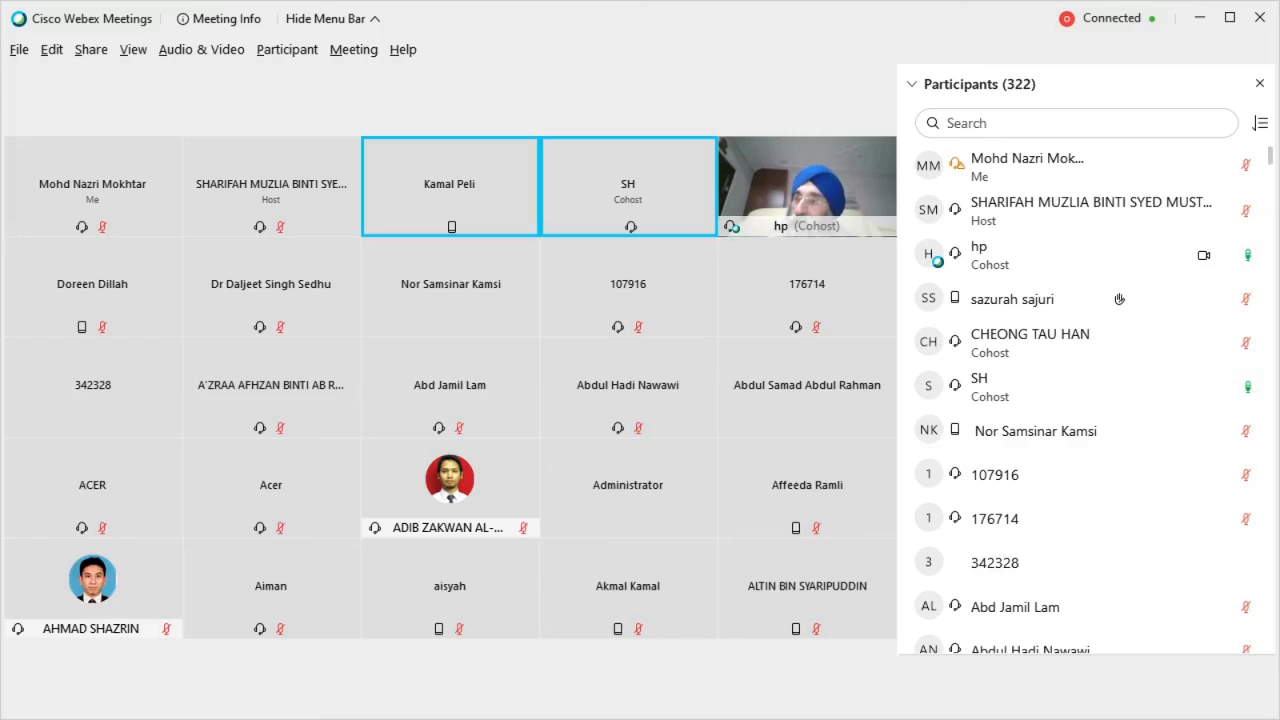 Cisco Webex Meetings
Meeting Info
Hide Menu Bar
Connected
File Edit Share View Audio & Video Participant Meeting Help
Participants (322)
Search
Mohd Nazri Mokhtar
Me
SHARIFAH MUZLIA BINTI SYE...
Host
Kamal Peli
SH
Cohost
hp (Cohost)
Doreen Dillah
Dr Daljeet Singh Sedhu
Nor Samsinar Kamsi
107916
176714
342328
A'ZRAA AFHZAN BINTI AB R...
Abd Jamil Lam
Abdul Hadi Nawawi
Abdul Samad Abdul Rahman
ACER
Acer
ADIB ZAKWAN AL-...
Administrator
Affeeda Ramli
AHMAD SHAZRIN
Aiman
aisyah
Akmal Kamal
ALTIN BIN SYARIPUDDIN
MM
Mohd Nazri Mok...
Me
SM
SHARIFAH MUZLIA BINTI SYED MUST...
Host
H
hp
Cohost
SS
sazurah sajuri
CH
CHEONG TAU HAN
Cohost
S
SH
Cohost
NK
Nor Samsinar Kamsi
1
107916
1
176714
3
342328
AL
Abd Jamil Lam
AN
Abdul Hadi Nawawi